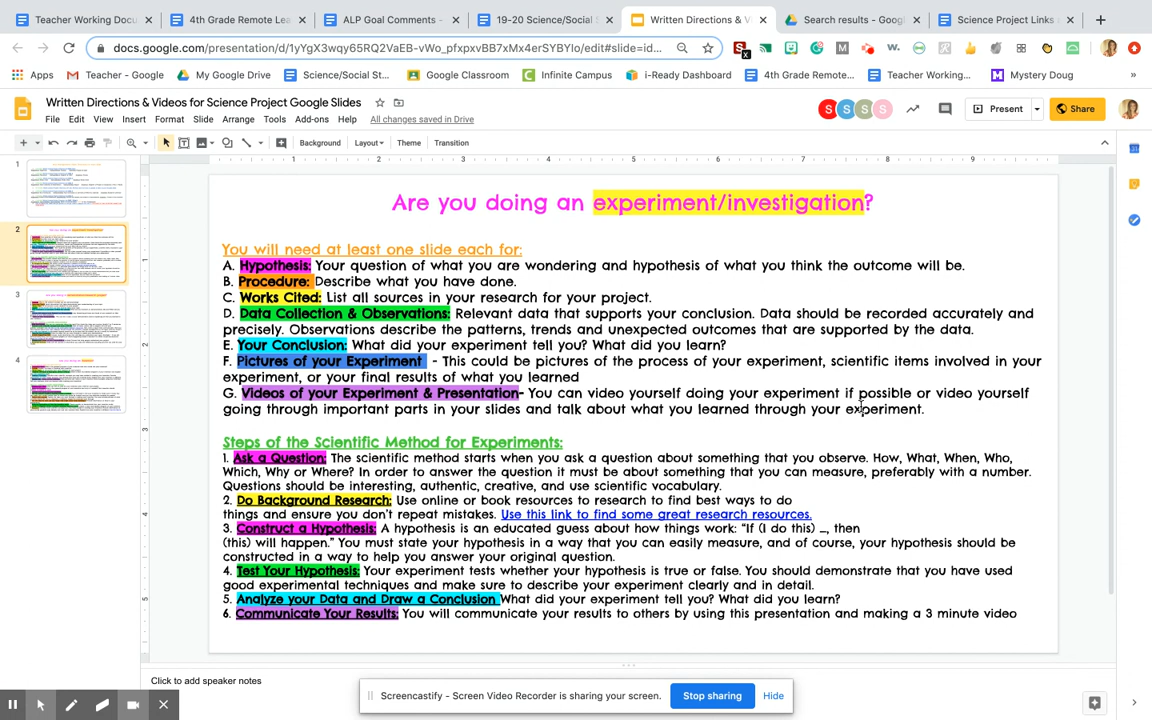 Teacher Working Docu
4th Grade Remote Lea
ALP Goal Comments -
19-20 Science/Social S
Written Directions & Vi
Search results - Googl
Science Project Links a
docs.google.com/presentation/d/1yYgX3wqy65RQ2VaEB-vWo_pfxpxvBB7xMx4erSYBYIo/edit#slide=id...
Apps
Teacher - Google
My Google Drive
Science/Social St...
Google Classroom
Infinite Campus
i-Ready Dashboard
4th Grade Remote...
Teacher Working...
Mystery Doug
»
Written Directions & Videos for Science Project Google Slides
File Edit View Insert Format Slide Arrange Tools Add-ons Help All changes saved in Drive
S S S S
Present
Share
Background Layout Theme Transition
1 2 3 4 5 6 7 8 9
1
2
3
4
1
2
3
4
5
Are you doing an experiment/investigation?
You will need at least one slide each for:
A. Hypothesis: Your question of what you are wondering and hypothesis of what you think the outcome will be.
B. Procedure: Describe what you have done.
C. Works Cited: List all sources in your research for your project.
D. Data Collection & Observations: Relevant data that supports your conclusion. Data should be recorded accurately and
precisely. Observations describe the patterns, trends and unexpected outcomes that are supported by the data.
E. Your Conclusion: What did your experiment tell you? What did you learn?
F. Pictures of your Experiment - This could be pictures of the process of your experiment, scientific items involved in your
experiment, or your final results of what you learned
G. Videos of your Experiment & Presentation- You can video yourself doing your experiment if possible or video yourself
going through important parts in your slides and talk about what you learned through your experiment.
Steps of the Scientific Method for Experiments:
1. Ask a Question: The scientific method starts when you ask a question about something that you observe. How, What, When, Who,
Which, Why or Where? In order to answer the question it must be about something that you can measure, preferably with a number.
Questions should be interesting, authentic, creative, and use scientific vocabulary.
2. Do Background Research: Use online or book resources to research to find best ways to do
things and ensure you don't repeat mistakes. Use this link to find some great research resources.
3. Construct a Hypothesis: A hypothesis is an educated guess about how things work: "If (I do this) ..., then
(this) will happen." You must state your hypothesis in a way that you can easily measure, and of course, your hypothesis should be
constructed in a way to help you answer your original question.
4. Test Your Hypothesis: Your experiment tests whether your hypothesis is true or false. You should demonstrate that you have used
good experimental techniques and make sure to describe your experiment clearly and in detail.
5. Analyze your Data and Draw a Conclusion What did your experiment tell you? What did you learn?
6. Communicate Your Results: You will communicate your results to others by using this presentation and making a 3 minute video
Click to add speaker notes
Screencastify - Screen Video Recorder is sharing your screen.
Stop sharing
Hide